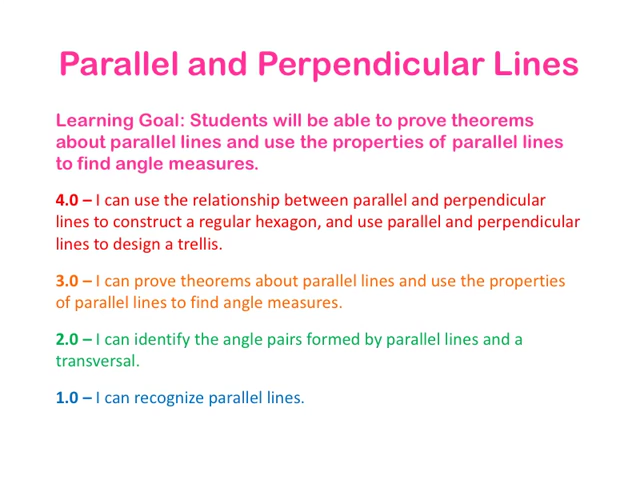 Parallel and Perpendicular Lines
Learning Goal: Students will be able to prove theorems
about parallel lines and use the properties of parallel lines
to find angle measures.
4.0 – I can use the relationship between parallel and perpendicular
lines to construct a regular hexagon, and use parallel and perpendicular
lines to design a trellis.
3.0 – I can prove theorems about parallel lines and use the properties
of parallel lines to find angle measures.
2.0 – I can identify the angle pairs formed by parallel lines and a
transversal.
1.0 – I can recognize parallel lines.